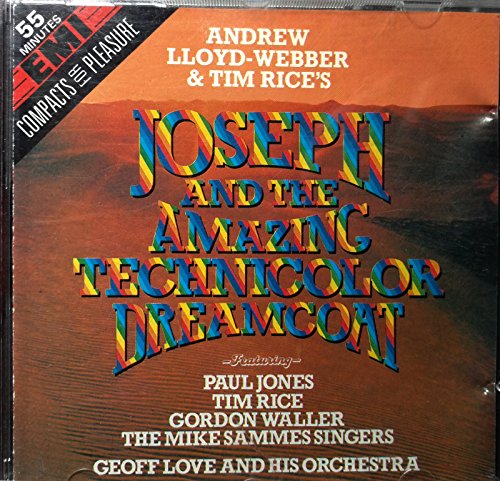 55
MINUTES
EMI
COMPACTS FOR PLEASURE
ANDREW
LLOYD-WEBBER
& TIM RICE'S
JOSEPH
AND THE
AMAZING
TECHNICOLOR
DREAMCOAT
-Featuring-
PAUL JONES
TIM RICE
GORDON WALLER
THE MIKE SAMMES SINGERS
GEOFF LOVE AND HIS ORCHESTRA